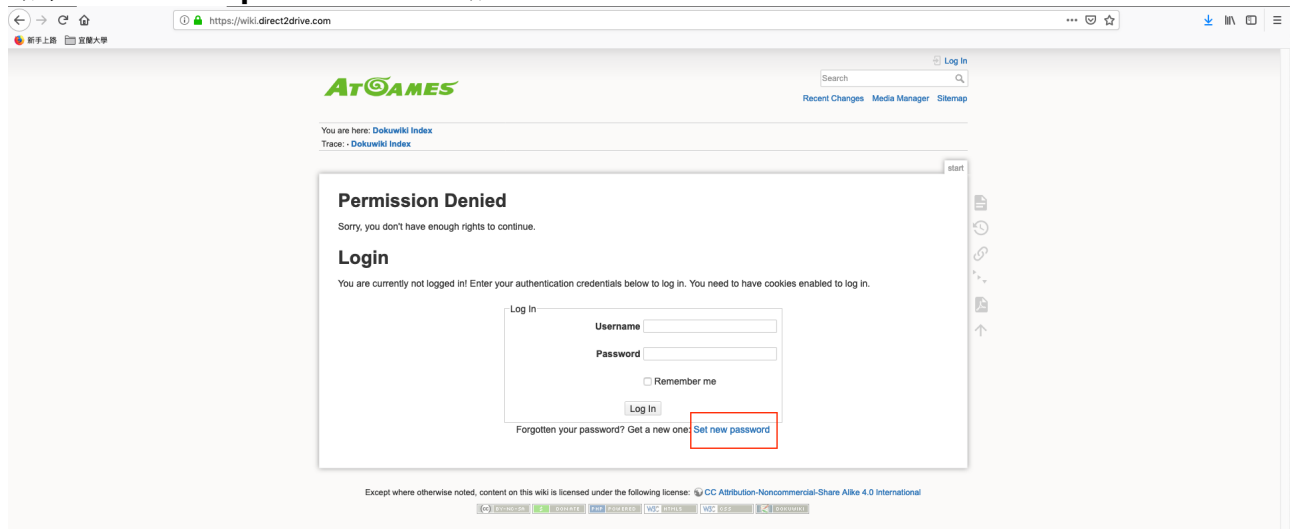 https://wiki.direct2drive.com
新手上路 宜蘭大學
Log In
ATGAMES
Search
Recent Changes Media Manager Sitemap
You are here: Dokuwiki Index
Trace: • Dokuwiki Index
start
Permission Denied
Sorry, you don't have enough rights to continue.
Login
You are currently not logged in! Enter your authentication credentials below to log in. You need to have cookies enabled to log in.
Log In
Username
Password
Remember me
Log In
Forgotten your password? Get a new one: Set new password
Except where otherwise noted, content on this wiki is licensed under the following license: CC Attribution-Noncommercial-Share Alike 4.0 International